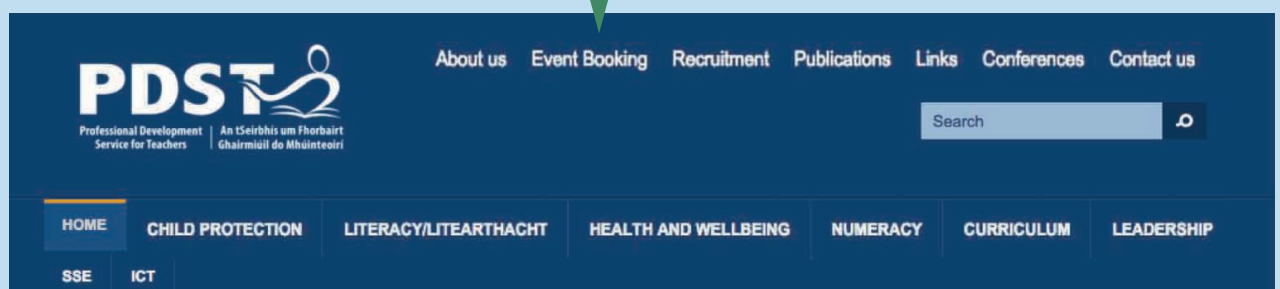 About us Event Booking Recruitment Publications Links Conferences Contact us
PDST
Professional Development Service for Teachers
An tSeirbhís um Fhorbairt Ghairmiúil do Mhúinteoirí
Search
HOME CHILD PROTECTION LITERACY/LITEARTHACHT HEALTH AND WELLBEING NUMERACY CURRICULUM LEADERSHIP
SSE ICT